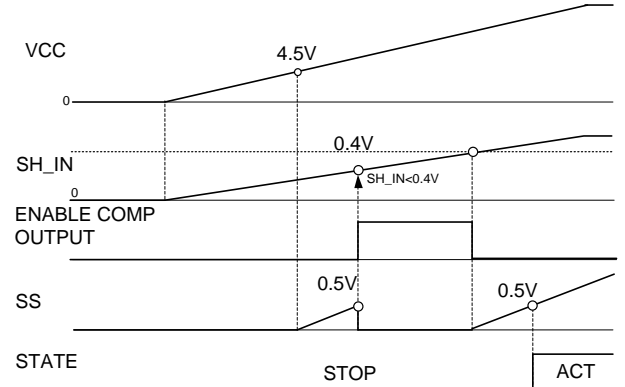 VCC
4.5V
0
0.4V
SH_IN
SH_IN<0.4V
0
ENABLE COMP
OUTPUT
0.5V
0.5V
SS
STATE
STOP
ACT